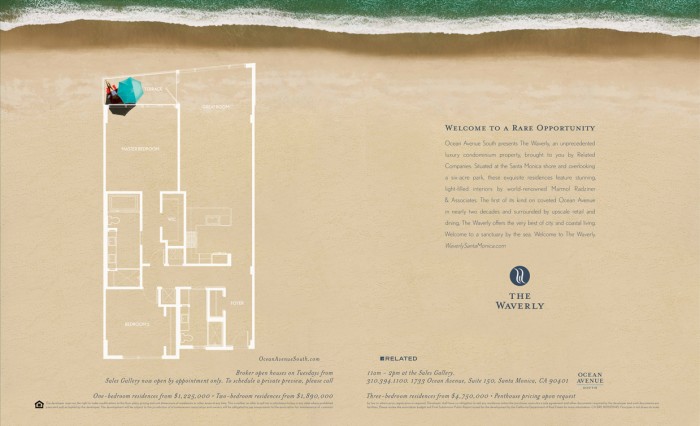 TERRACE
GREAT ROOM
MASTER BEDROOM
WIC
FOYER
BEDROOM 2
WELCOME TO A RARE OPPORTUNITY
Ocean Avenue South presents The Waverly, an unprecedented
luxury condominium property, brought to you by Related
Companies. Situated at the Santa Monica shore and overlooking
a six-acre park, these exquisite residences feature stunning
light-filled interiors by world-renowned Marmol Radziner
& Associates. The first of its kind on coveted Ocean Avenue
in nearly two decades and surrounded by upscale retail and
dining, The Waverly offers the very best of city and coastal living.
Welcome to a sanctuary by the sea. Welcome to The Waverly.
WaverlySantaMonica.com
THE
WAVERLY
OceanAvenueSouth.com
Broker open houses on Tuesdays from
Sales Gallery now open by appointment only. To schedule a private preview, please call
One-bedroom residences from $1,225,000 • Two-bedroom residences from $1,890,000
RELATED
11am – 2pm at the Sales Gallery.
310.394.1100. 1733 Ocean Avenue, Suite 150, Santa Monica, CA 90401
OCEAN
AVENUE
SOUTH
Three-bedroom residences from $4,750,000 • Penthouse pricing upon request